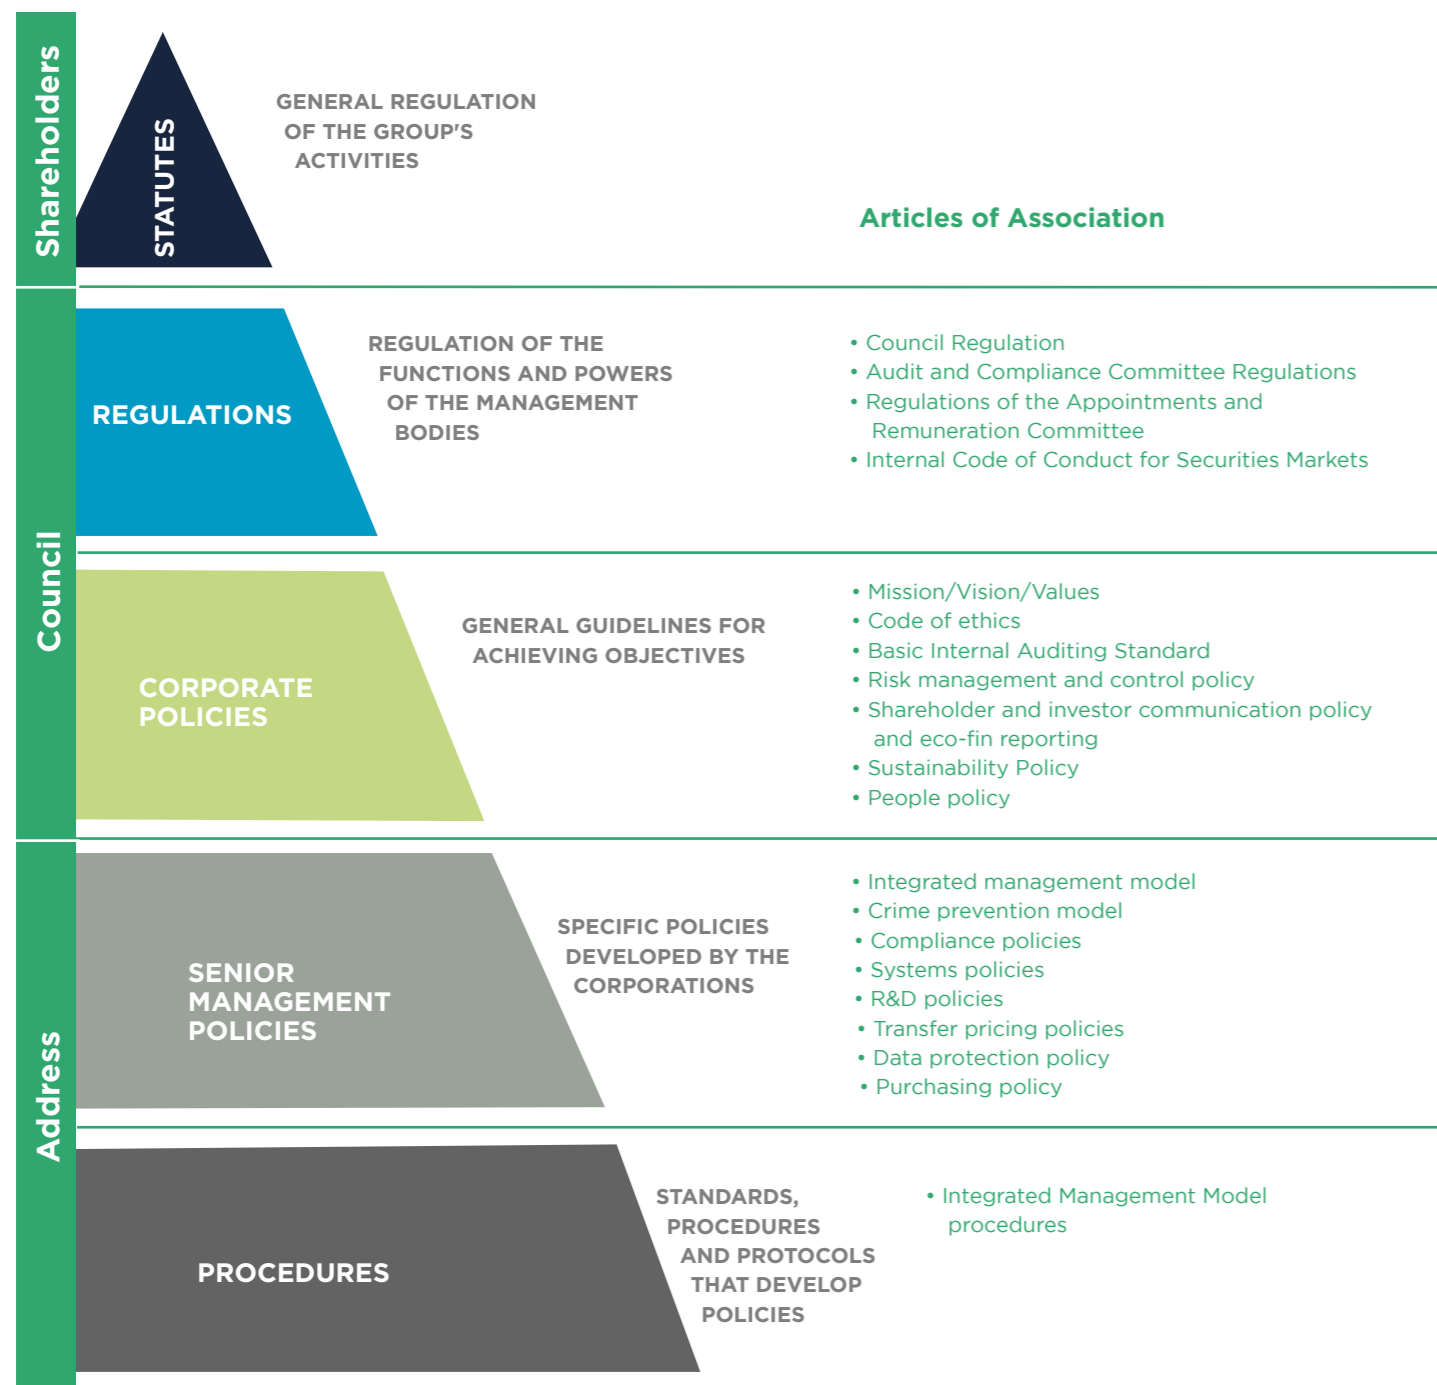 Shareholders
STATUTES
GENERAL REGULATION
OF THE GROUP'S
ACTIVITIES
Articles of Association
Council
REGULATIONS
REGULATION OF THE
FUNCTIONS AND POWERS
OF THE MANAGEMENT
BODIES
• Council Regulation
• Audit and Compliance Committee Regulations
• Regulations of the Appointments and
Remuneration Committee
• Internal Code of Conduct for Securities Markets
CORPORATE
POLICIES
GENERAL GUIDELINES FOR
ACHIEVING OBJECTIVES
• Mission/Vision/Values
• Code of ethics
• Basic Internal Auditing Standard
• Risk management and control policy
• Shareholder and investor communication policy
and eco-fin reporting
• Sustainability Policy
• People policy
Address
SENIOR
MANAGEMENT
POLICIES
SPECIFIC POLICIES
DEVELOPED BY THE
CORPORATIONS
• Integrated management model
• Crime prevention model
• Compliance policies
• Systems policies
• R&D policies
• Transfer pricing policies
• Data protection policy
• Purchasing policy
PROCEDURES
STANDARDS,
PROCEDURES
AND PROTOCOLS
THAT DEVELOP
POLICIES
• Integrated Management Model
procedures